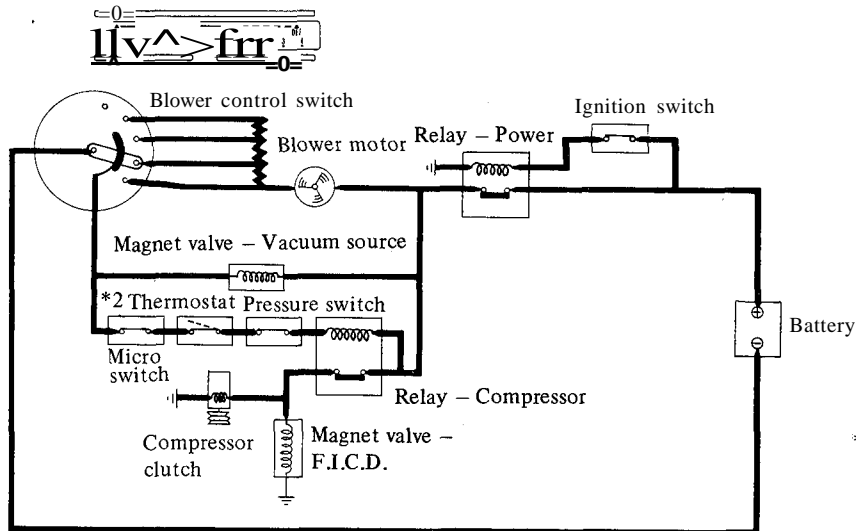 Blower control switch
Ignition switch
Blower motor
Relay – Power
Magnet valve – Vacuum source
*2 Thermostat Pressure switch
Battery
Micro
switch
Relay – Compressor
Compressor
clutch
Magnet valve –
F.I.C.D.